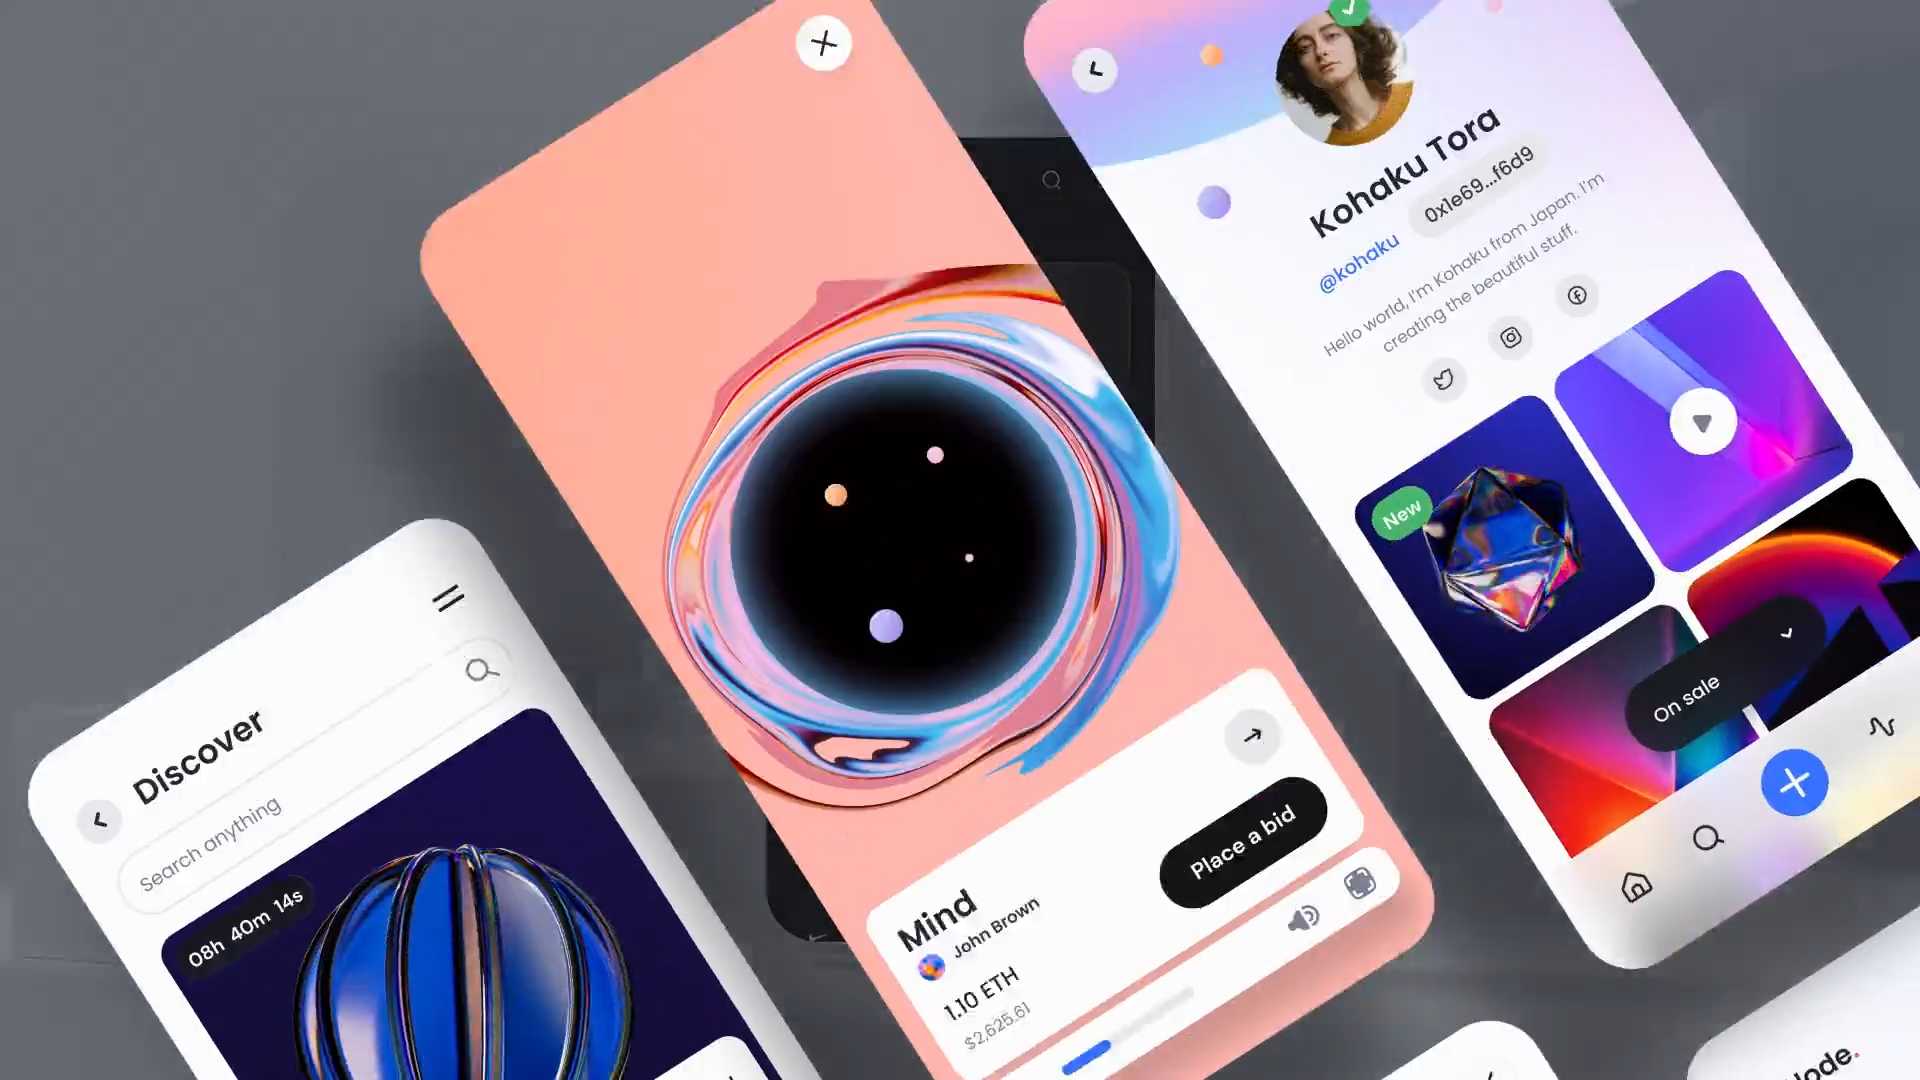 Discover
Search anything
08h 40m 14s
Mind
John Brown
1.10 ETH
$2,625.61
Place a bid
Kohaku Tora
@kohaku
0x1e69...f6d9
Hello world, I'm Kohaku from Japan. I'm
creating the beautiful stuff.
New
On sale